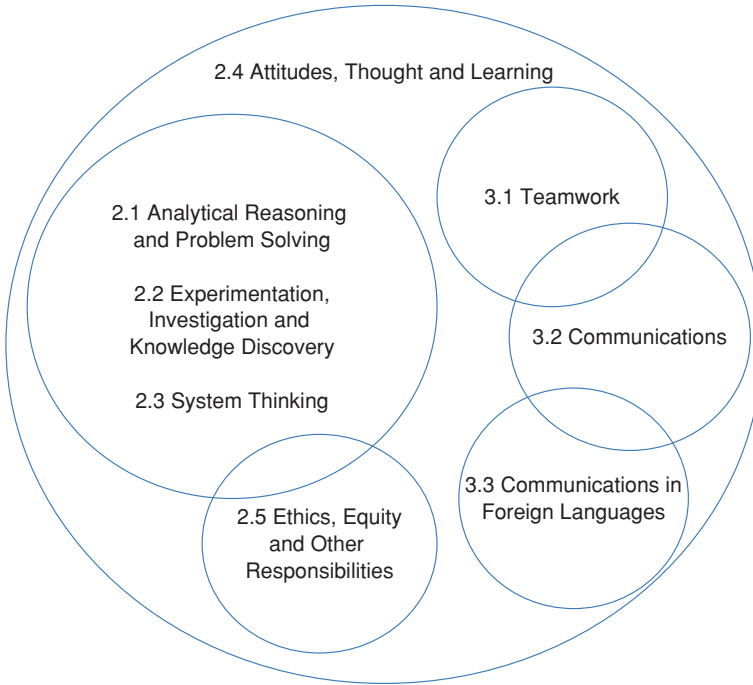 2.4 Attitudes, Thought and Learning
2.1 Analytical Reasoning
and Problem Solving
2.2 Experimentation,
Investigation and
Knowledge Discovery
2.3 System Thinking
2.5 Ethics, Equity
and Other
Responsibilities
3.1 Teamwork
3.2 Communications
3.3 Communications in
Foreign Languages